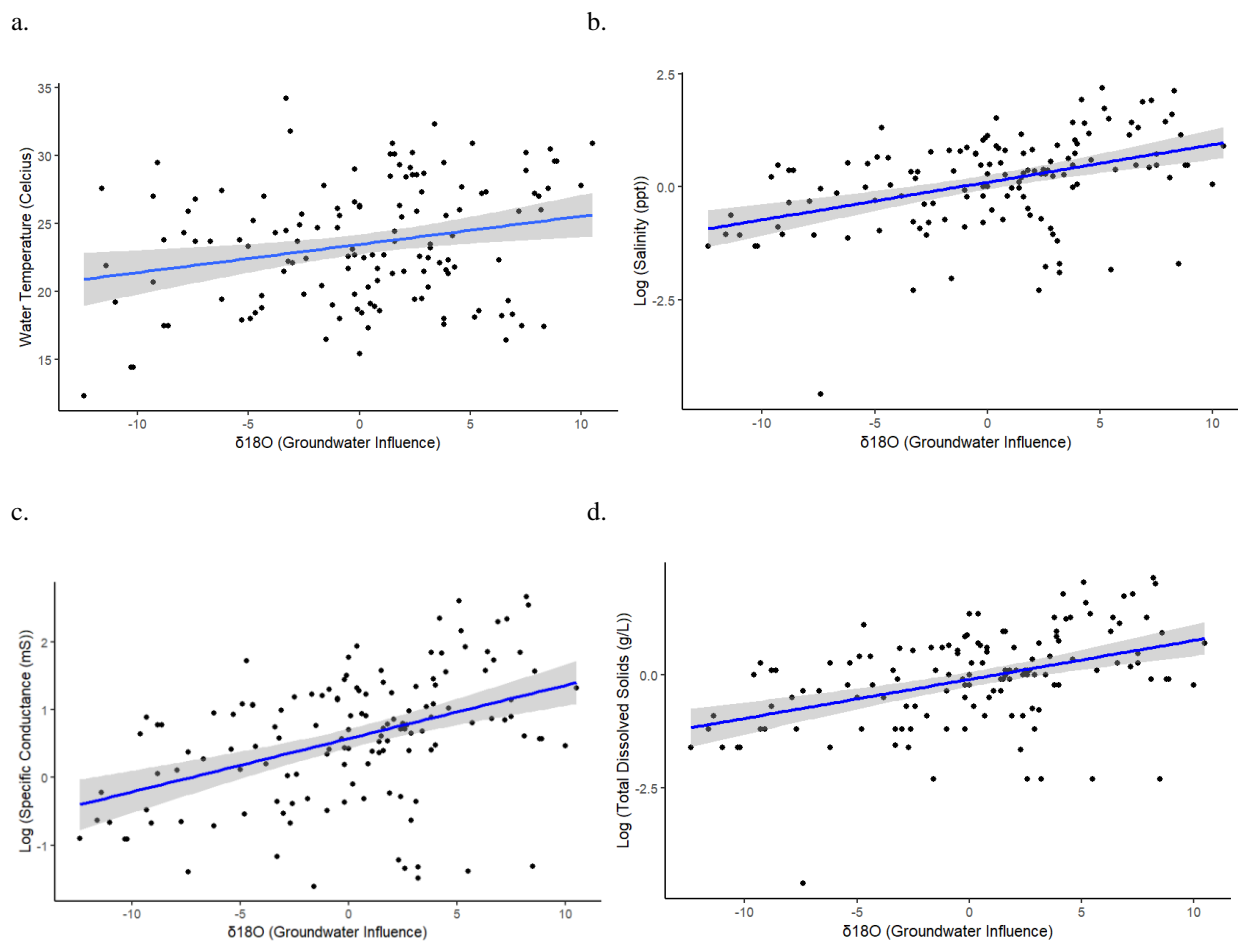 a.
b.
35
30
25
20
15
Water Temperature (Celcius)
-10 -5 0 5 10
δ18O (Groundwater Influence)
2.5
0.0
-2.5
Log (Salinity (ppt))
-10 -5 0 5 10
δ18O (Groundwater Influence)
c.
d.
2
1
0
-1
Log (Specific Conductance (mS))
-10 -5 0 5 10
δ18O (Groundwater Influence)
0.0
-2.5
Log (Total Dissolved Solids (g/L))
-10 -5 0 5 10
δ18O (Groundwater Influence)